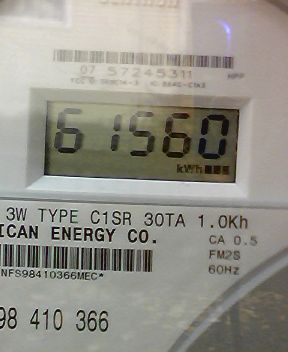 07 57245311 MPP
61560
kWh
3W TYPE C1SR 30TA 1.0Kh
ICAN ENERGY CO.
CA 0.5
FM2S
60Hz
NFS98410366MEC*
98 410 366